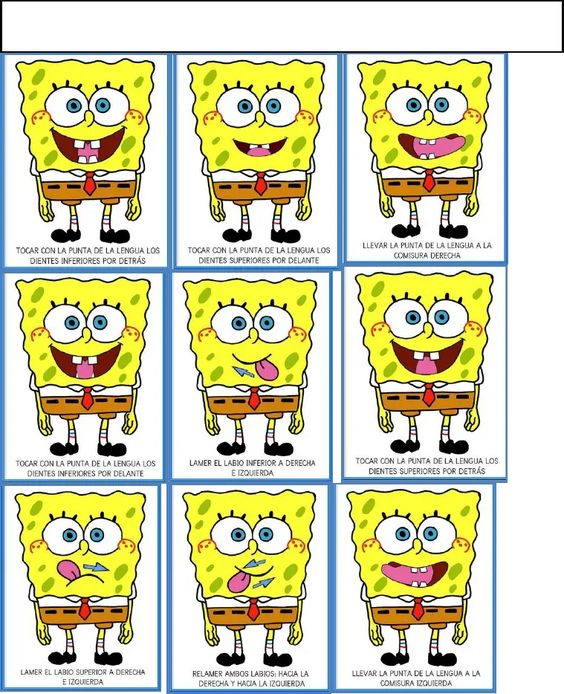 TOCAR CON LA PUNTA DE LA LENGUA LOS
DIENTES INFERIORES POR DETRÁS
TOCAR CON LA PUNTA DE LA LENGUA LOS
DIENTES SUPERIORES POR DELANTE
LLEVAR LA PUNTA DE LA LENGUA A LA
COMISURA DERECHA
TOCAR CON LA PUNTA DE LA LENGUA LOS
DIENTES INFERIORES POR DELANTE
LAMER EL LABIO INFERIOR A DERECHA
E IZQUIERDA
TOCAR CON LA PUNTA DE LA LENGUA LOS
DIENTES SUPERIORES POR DETRÁS
LAMER EL LABIO SUPERIOR A DERECHA
E IZQUIERDA
RELAMER AMBOS LABIOS: HACIA LA
DERECHA Y HACIA LA IZQUIERDA
LLEVAR LA PUNTA DE LA LENGUA A LA
COMISURA IZQUIERDA